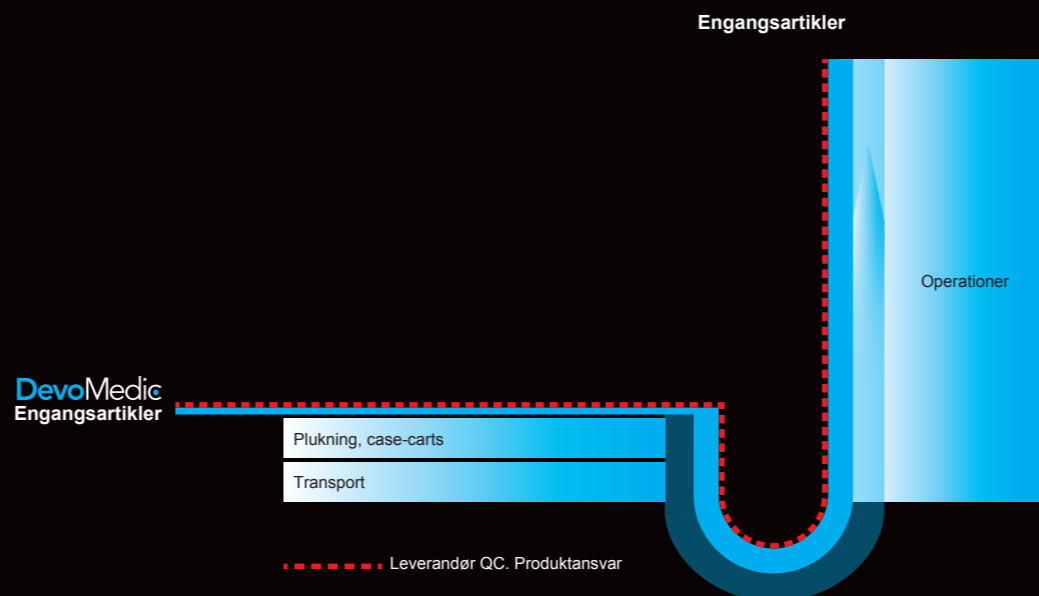 Engangsartikler
Operationer
DevoMedic
Engangsartikler
Plukning, case-carts
Transport
Leverandør QC. Produktansvar